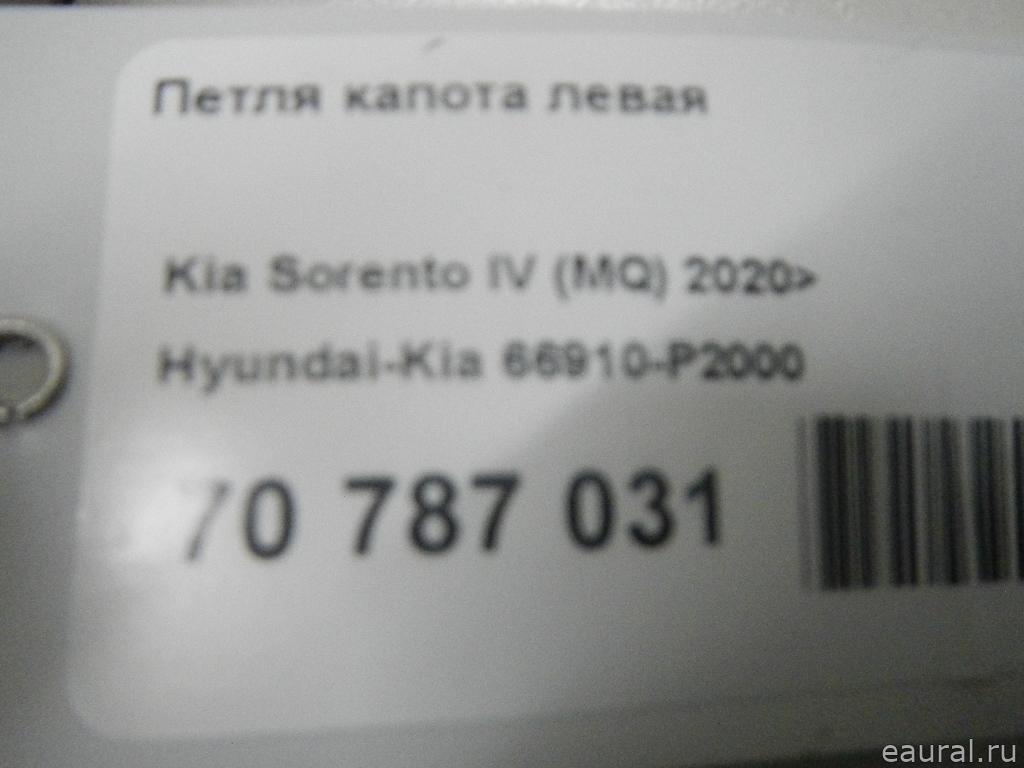 Петля капота левая
Kia Sorento IV (MQ) 2020>
Hyundai-Kia 66910-P2000
70 787 031
eaural.ru